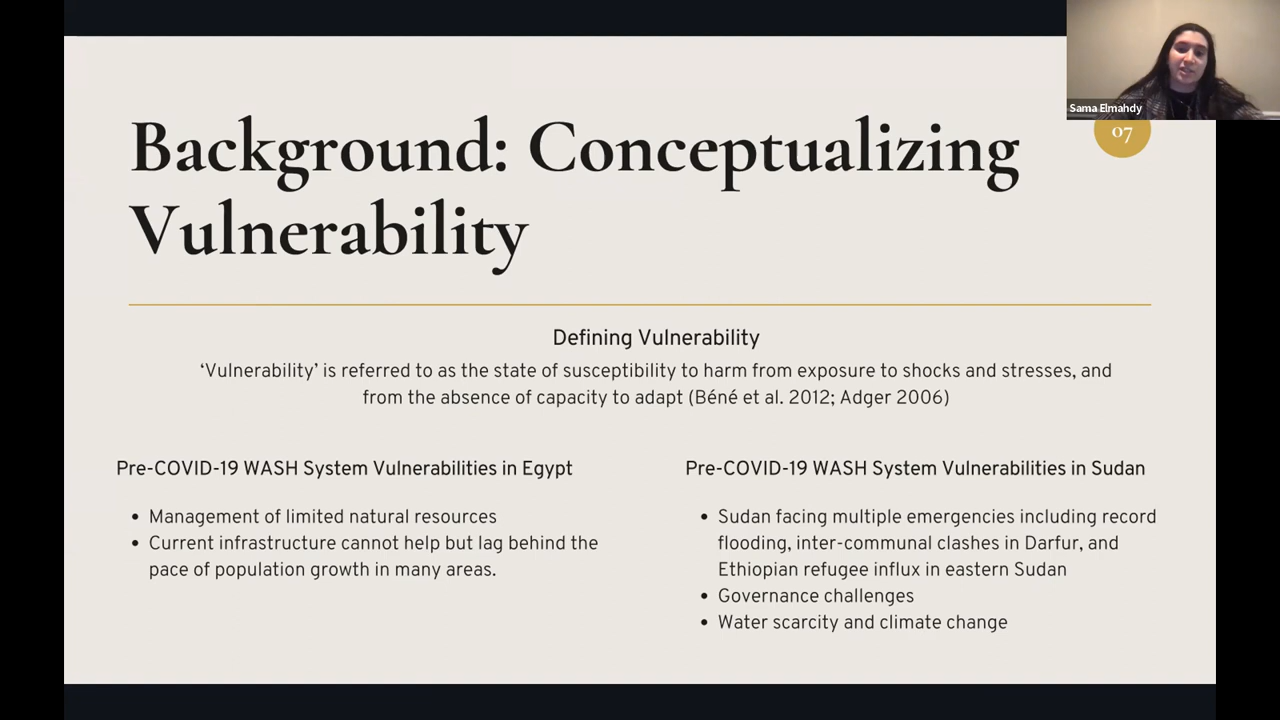 Sama Elmahdy
07
Background: Conceptualizing
Vulnerability
Defining Vulnerability
‘Vulnerability’ is referred to as the state of susceptibility to harm from exposure to shocks and stresses, and
from the absence of capacity to adapt (Béné et al. 2012; Adger 2006)
Pre-COVID-19 WASH System Vulnerabilities in Egypt
• Management of limited natural resources
• Current infrastructure cannot help but lag behind the
pace of population growth in many areas.
Pre-COVID-19 WASH System Vulnerabilities in Sudan
• Sudan facing multiple emergencies including record
flooding, inter-communal clashes in Darfur, and
Ethiopian refugee influx in eastern Sudan
• Governance challenges
• Water scarcity and climate change